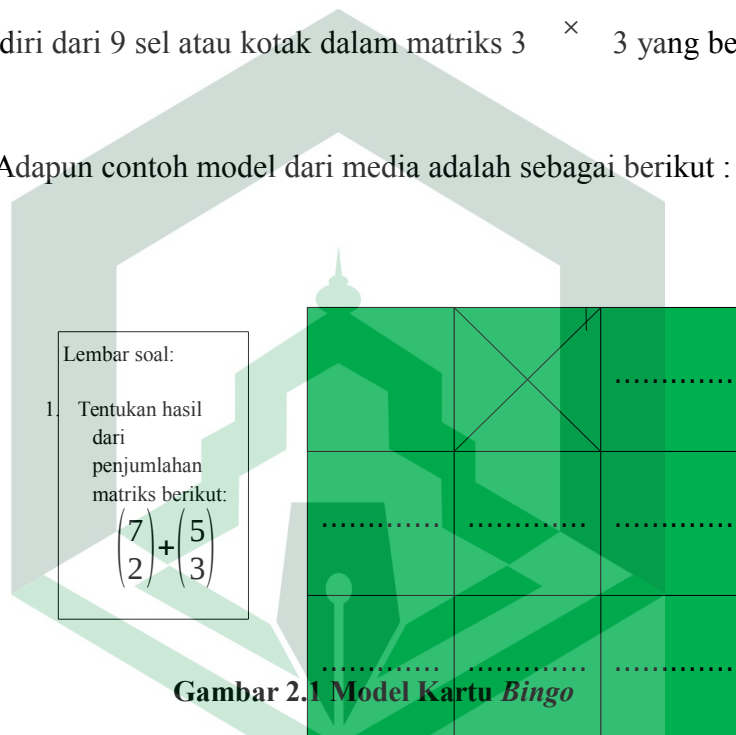 diri dari 9 sel atau kotak dalam matriks 3 × 3 yang be
Adapun contoh model dari media adalah sebagai berikut :
Lembar soal:
1. Tentukan hasil
dari
penjumlahan
matriks berikut:
(7 2) + (5 3)
.............
............. ............. .............
............. ............. .............
Gambar 2.1 Model Kartu Bingo